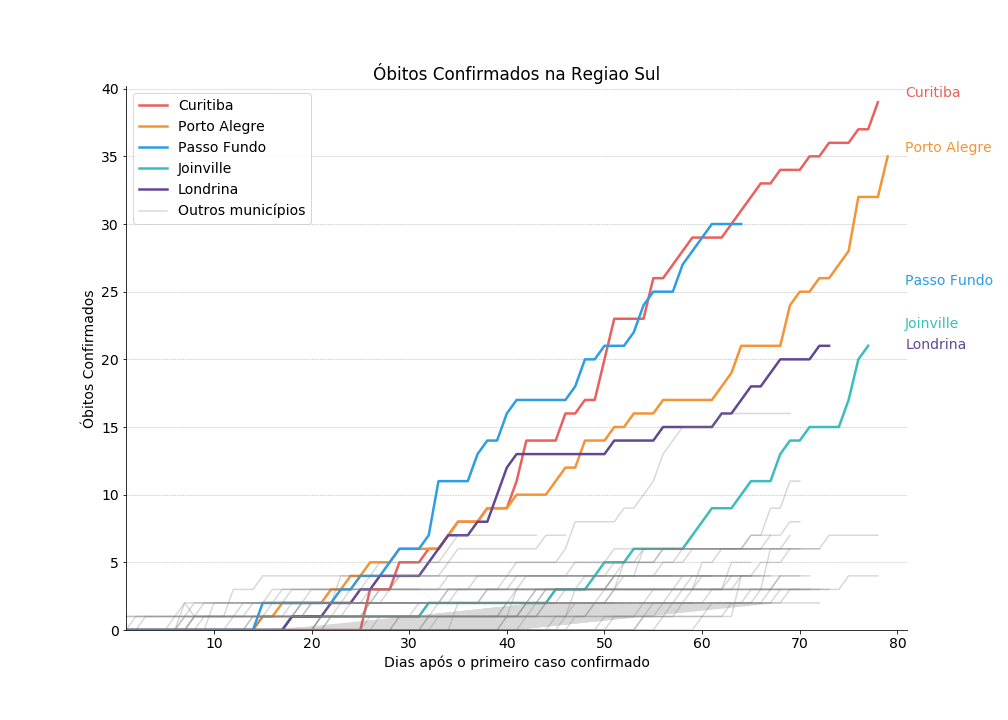 Óbitos Confirmados na Regiao Sul
40
35
30
25
20
15
10
5
0
Óbitos Confirmados
Curitiba
Porto Alegre
Passo Fundo
Joinville
Londrina
Outros municípios
Curitiba
Porto Alegre
Passo Fundo
Joinville
Londrina
10 20 30 40 50 60 70 80
Dias após o primeiro caso confirmado